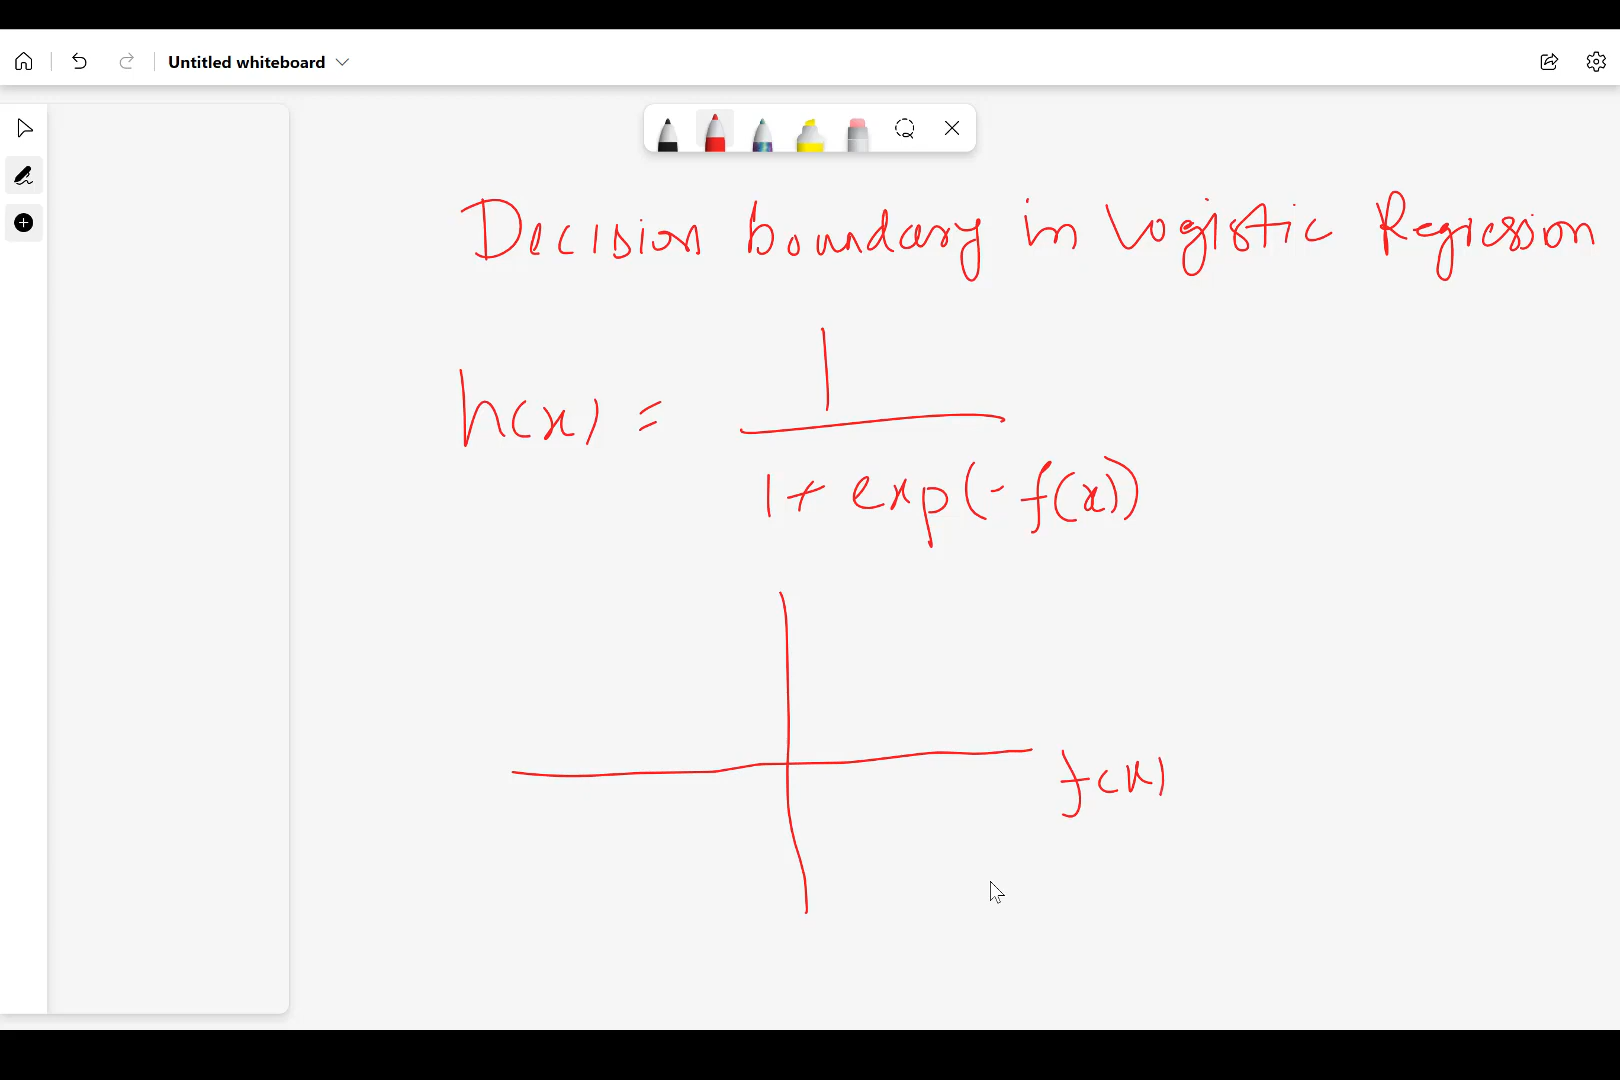 Untitled whiteboard
Decision boundary in Logistic Regression
h(x) = 1
1 + exp(- f(x))
f(x)